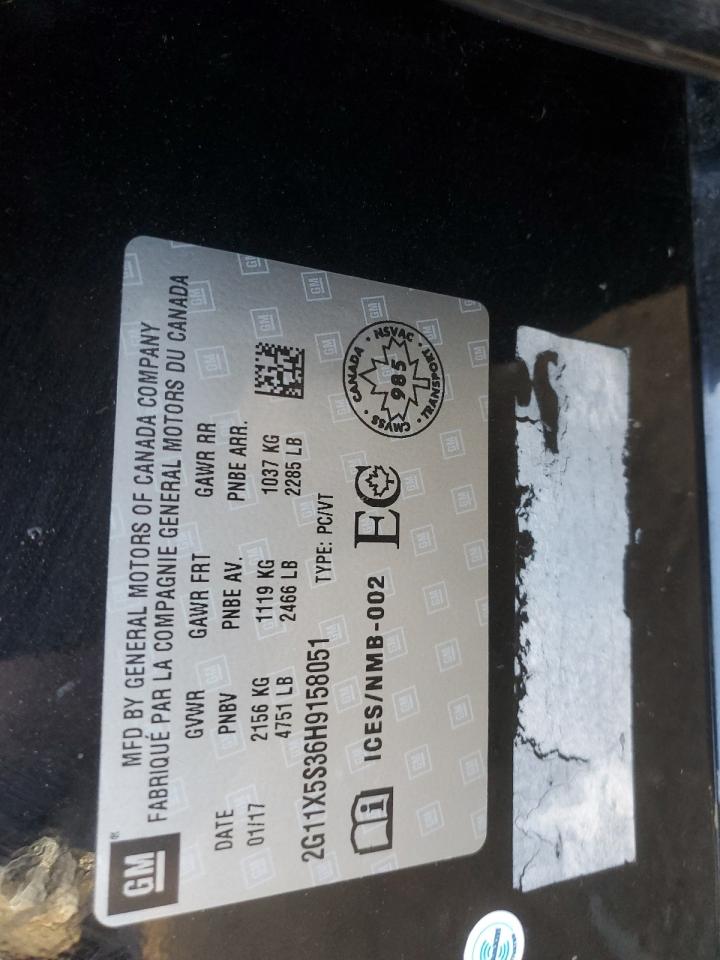 GM
MFD BY GENERAL MOTORS OF CANADA COMPANY
FABRIQUÉ PAR LA COMPAGNIE GENERAL MOTORS DU CANADA
DATE GVWR GAWR FRT GAWR RR
PNBV PNBE AV. PNBE ARR.
01/17 2156 KG 1119 KG 1037 KG
4751 LB 2466 LB 2285 LB
2G11X5S36H9158051 TYPE: PC/VT
ICES/NMB-002 EC
CANADA · NSVAC · TRANSPORT · CMVSS
985